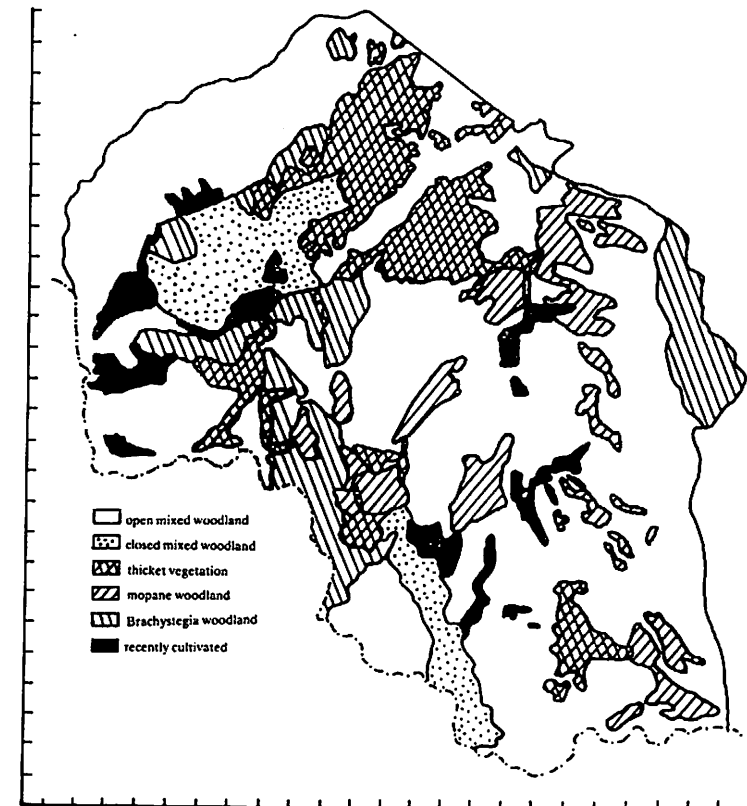 open mixed woodland
closed mixed woodland
thicket vegetation
mopane woodland
Brachystegia woodland
recently cultivated